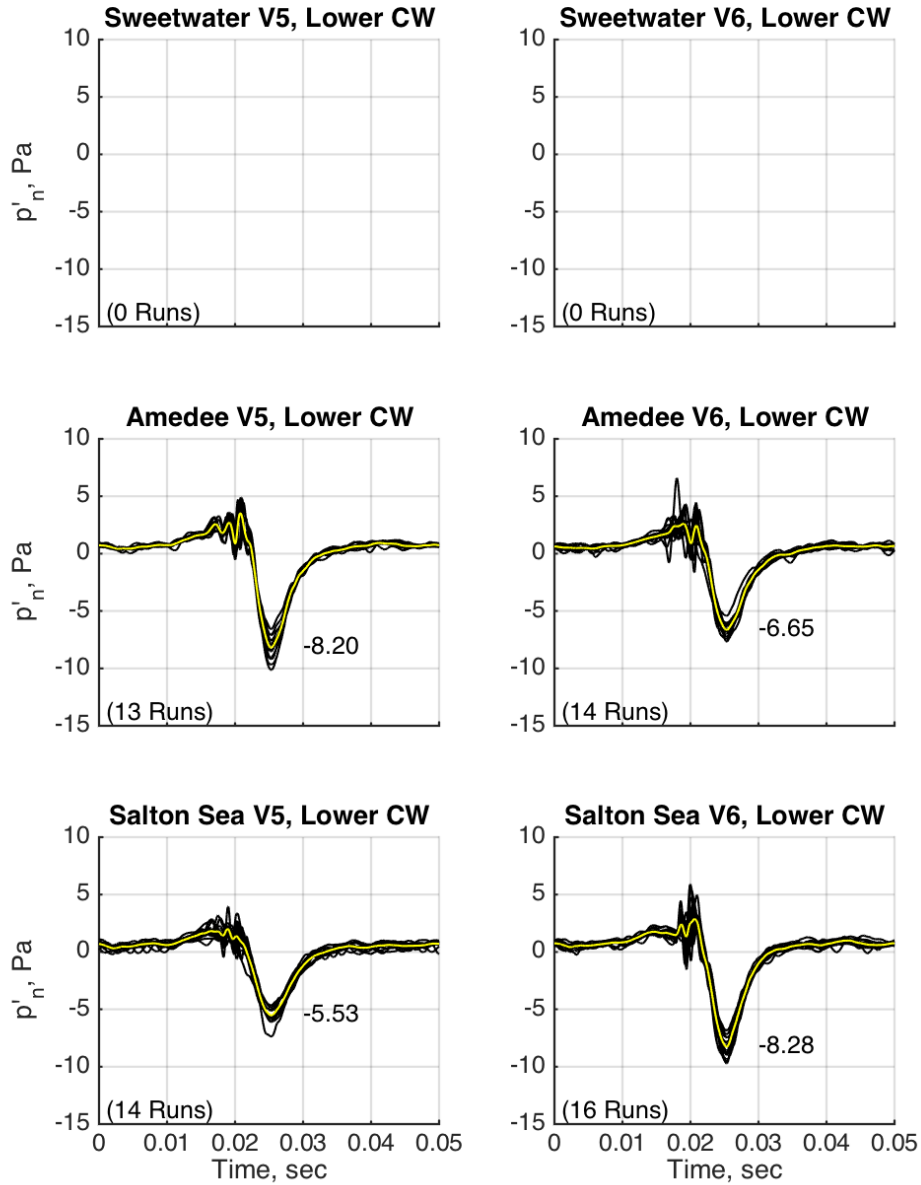 Sweetwater V5, Lower CW
10
5
0
-5
-10
-15
p'n, Pa
(0 Runs)
Sweetwater V6, Lower CW
10
5
0
-5
-10
-15
(0 Runs)
Amedee V5, Lower CW
10
5
0
-5
-10
-15
p'n, Pa
-8.20
(13 Runs)
Amedee V6, Lower CW
10
5
0
-5
-10
-15
-6.65
(14 Runs)
Salton Sea V5, Lower CW
10
5
0
-5
-10
-15
p'n, Pa
-5.53
(14 Runs)
0 0.01 0.02 0.03 0.04 0.05
Time, sec
Salton Sea V6, Lower CW
10
5
0
-5
-10
-15
-8.28
(16 Runs)
0 0.01 0.02 0.03 0.04 0.05
Time, sec